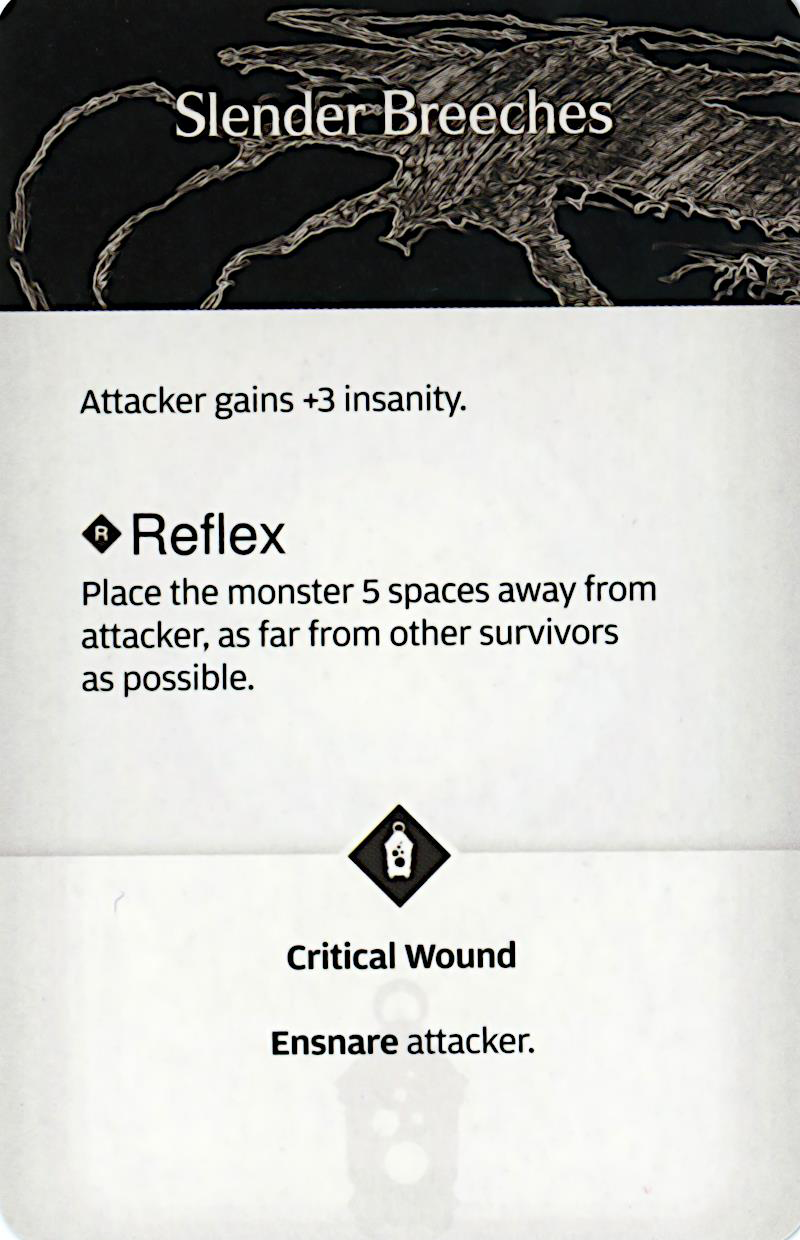 Slender Breeches
Attacker gains +3 insanity.
R Reflex
Place the monster 5 spaces away from
attacker, as far from other survivors
as possible.
Critical Wound
Ensnare attacker.